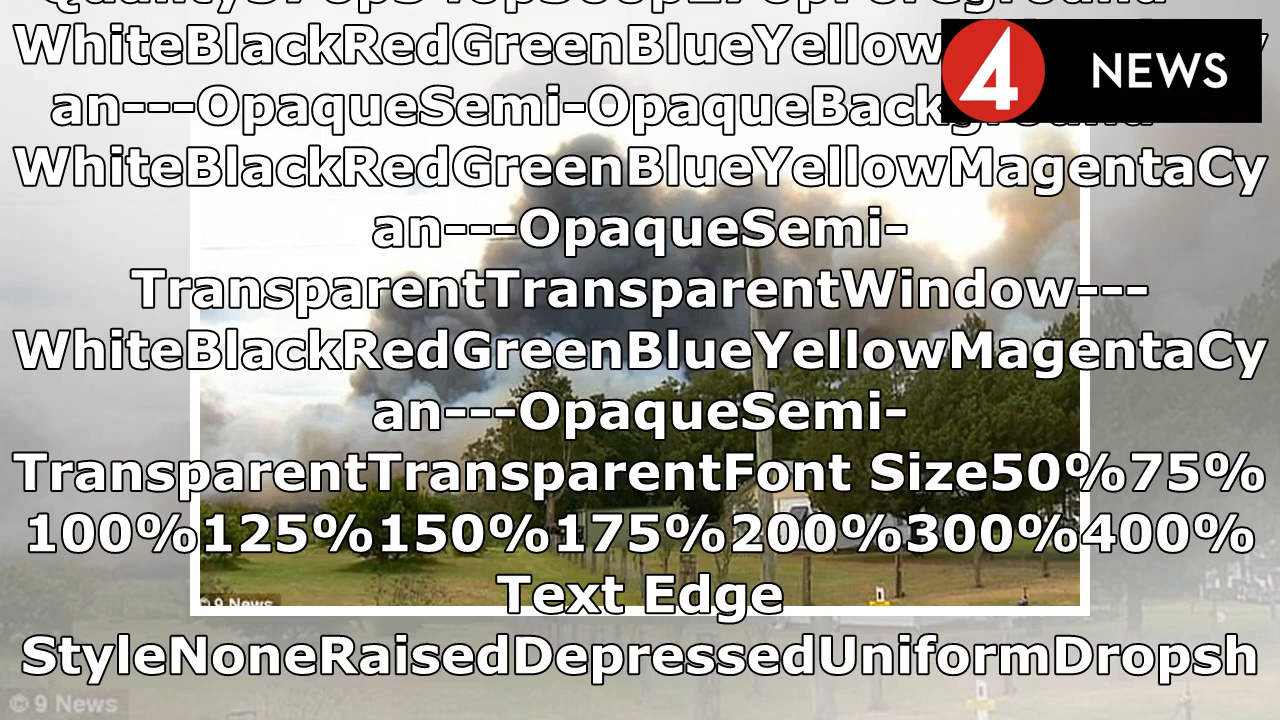 WhiteBlackRedGreenBlueYellow
4 NEWS
an---OpaqueSemi-OpaqueBackground
WhiteBlackRedGreenBlueYellowMagentaCy
an---OpaqueSemi-
TransparentTransparentWindow---
WhiteBlackRedGreenBlueYellowMagentaCy
an---OpaqueSemi-
TransparentTransparentFont Size50%75%
100%125%150%175%200%300%400%
Text Edge
StyleNoneRaisedDepressedUniformDropsh
© 9 News
© 9 News